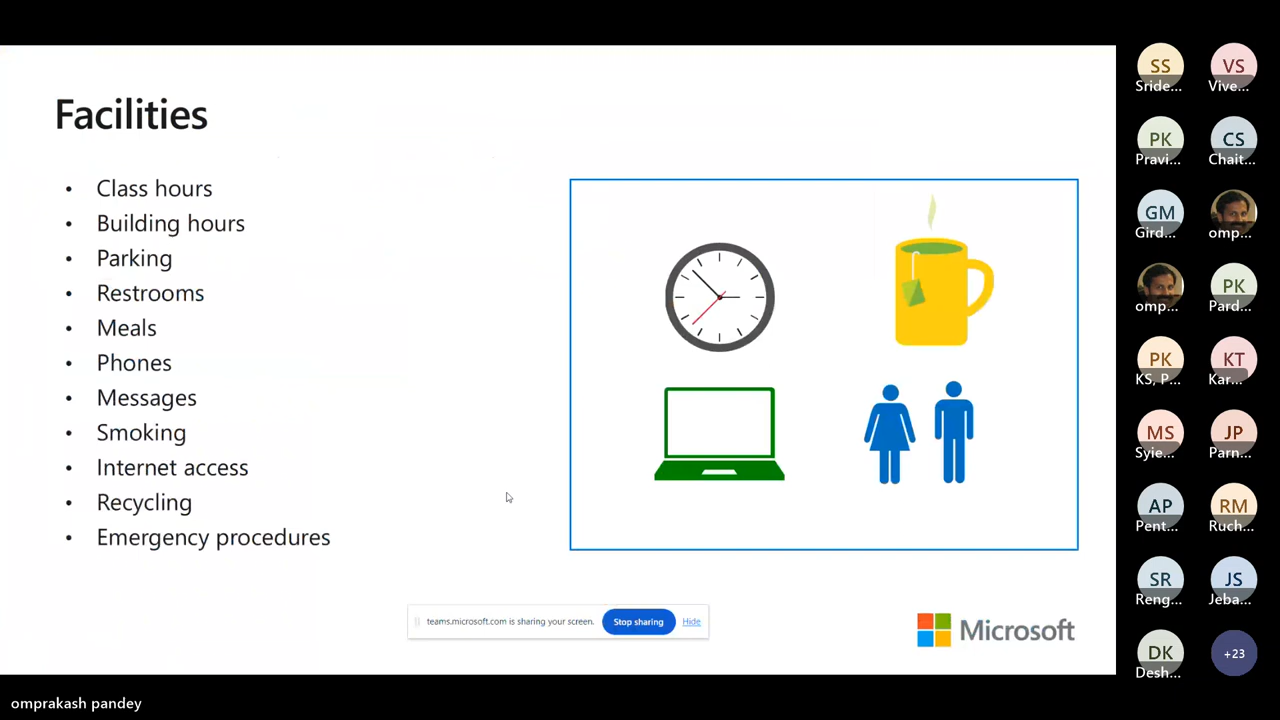 Facilities
• Class hours
• Building hours
• Parking
• Restrooms
• Meals
• Phones
• Messages
• Smoking
• Internet access
• Recycling
• Emergency procedures
teams.microsoft.com is sharing your screen. Stop sharing Hide
Microsoft
SS VS
Sride... Vive...
PK CS
Pravi... Chait...
GM
Gird... omp...
PK
omp... Pard...
PK KT
KS, P... Kar...
MS JP
Syie... Parn...
AP RM
Pent... Ruch...
SR JS
Reng... Jeba...
DK +23
Desh...
omprakash pandey